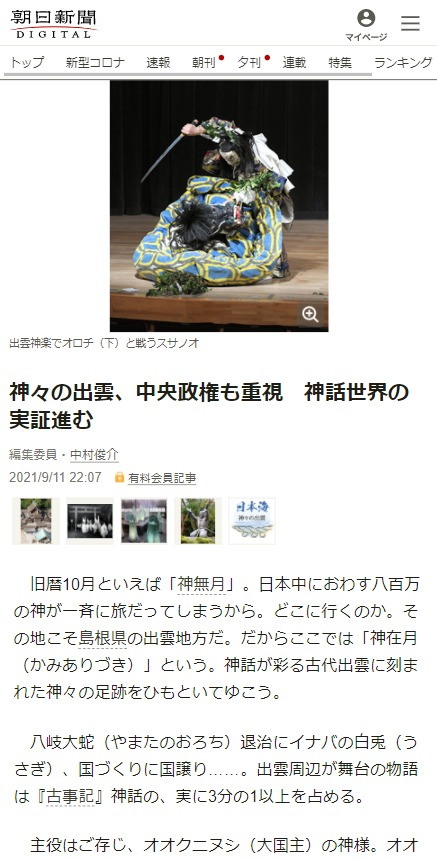 朝日新聞
DIGITAL
マイページ
トップ 新型コロナ 速報 朝刊 夕刊 連載 特集 ランキング
出雲神楽でオロチ（下）と戦うスサノオ
神々の出雲、中央政権も重視　神話世界の
実証進む
編集委員・中村俊介
2021/9/11 22:07 有料会員記事
日本海
神々の出雲
　旧暦10月といえば「神無月」。日本中におわす八百万
の神が一斉に旅だってしまうから。どこに行くのか。そ
の地こそ島根県の出雲地方だ。だからここでは「神在月
（かみありづき）」という。神話が彩る古代出雲に刻ま
れた神々の足跡をひもといてゆこう。
　八岐大蛇（やまたのおろち）退治にイナバの白兎（う
さぎ）、国づくりに国譲り……。出雲周辺が舞台の物語
は『古事記』神話の、実に3分の1以上を占める。
　主役はご存じ、オオクニヌシ（大国主）の神様。オオ